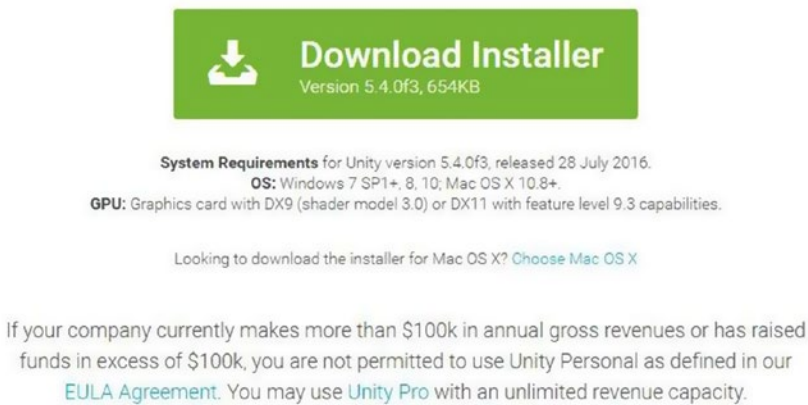 Download Installer
Version 5.4.0f3, 654KB
System Requirements for Unity version 5.4.0f3, released 28 July 2016.
OS: Windows 7 SP1+, 8, 10; Mac OS X 10.8+.
GPU: Graphics card with DX9 (shader model 3.0) or DX11 with feature level 9.3 capabilities.
Looking to download the installer for Mac OS X? Choose Mac OS X
If your company currently makes more than $100k in annual gross revenues or has raised
funds in excess of $100k, you are not permitted to use Unity Personal as defined in our
EULA Agreement. You may use Unity Pro with an unlimited revenue capacity.